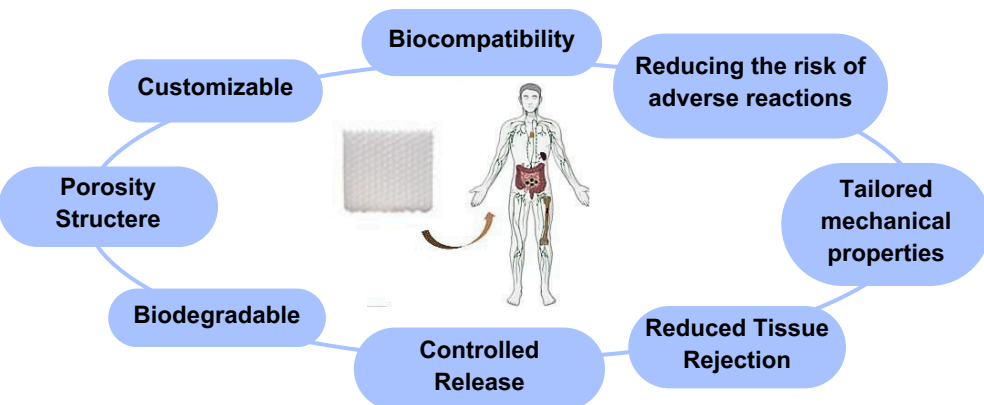 Biocompatibility
Customizable
Reducing the risk of
adverse reactions
Porosity
Structere
Tailored
mechanical
properties
Biodegradable
Reduced Tissue
Rejection
Controlled
Release